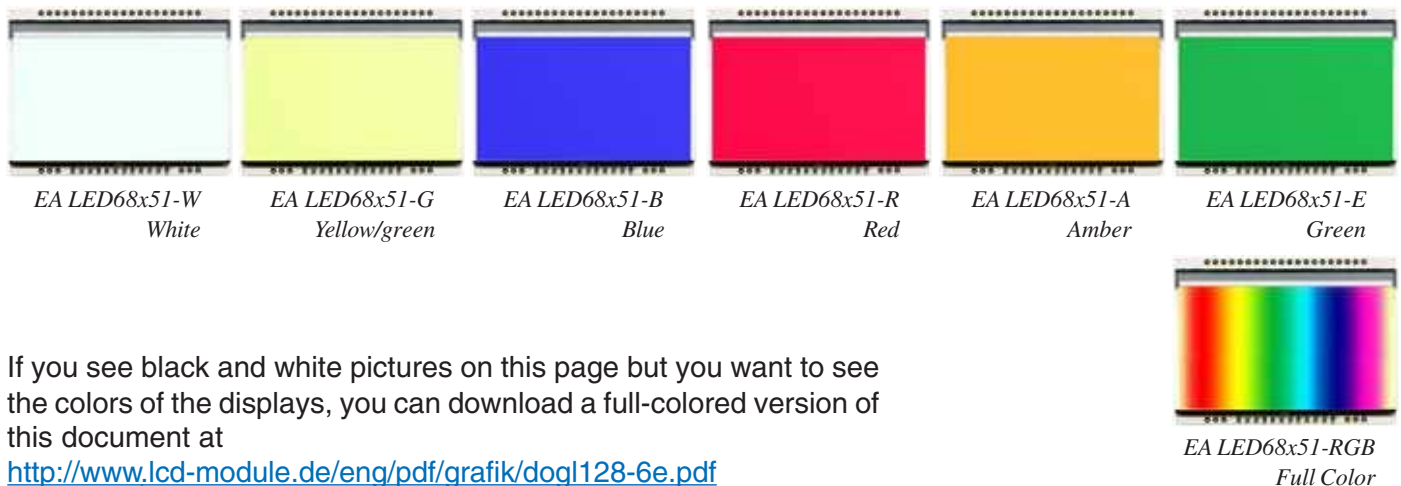 EA LED68x51-W
White
EA LED68x51-G
Yellow/green
EA LED68x51-B
Blue
EA LED68x51-R
Red
EA LED68x51-A
Amber
EA LED68x51-E
Green
EA LED68x51-RGB
Full Color
If you see black and white pictures on this page but you want to see
the colors of the displays, you can download a full-colored version of
this document at
http://www.lcd-module.de/eng/pdf/grafik/dogl128-6e.pdf